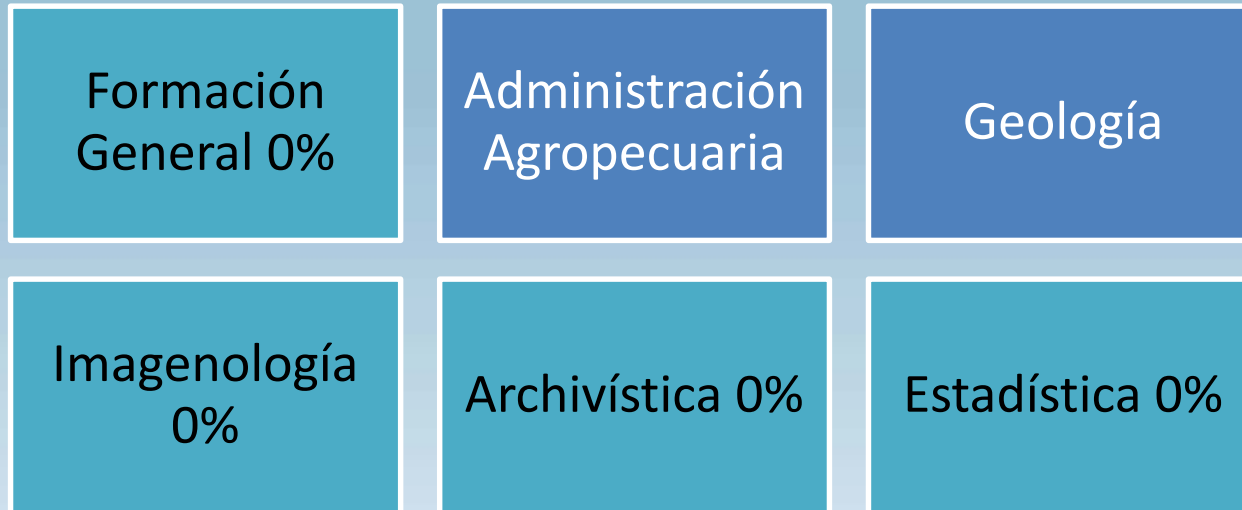 Formación
General 0%
Administración
Agropecuaria
Geología
Imagenología
0%
Archivística 0%
Estadística 0%